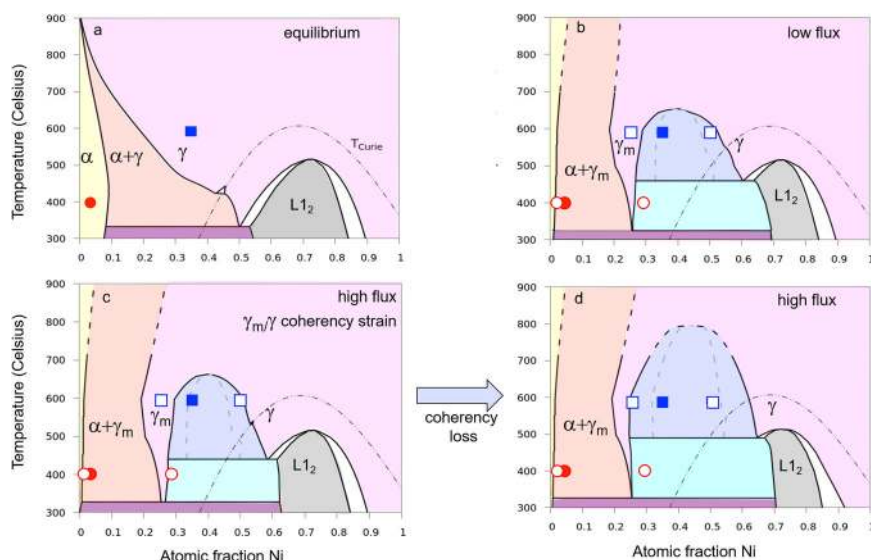 a
equilibrium
900
800
700
600
500
400
300
Temperature (Celsius)
α
α+γ
γ
TCurie
L12
0
0.1
0.2
0.3
0.4
0.5
0.6
0.7
0.8
0.9
1
b
low flux
900
800
700
600
500
400
300
γm
α+γm
γ
L12
0
0.1
0.2
0.3
0.4
0.5
0.6
0.7
0.8
0.9
1
c
high flux
γm/γ coherency strain
900
800
700
600
500
400
300
Temperature (Celsius)
α+γm
γm
γ
L12
0
0.1
0.2
0.3
0.4
0.5
0.6
0.7
0.8
0.9
1
Atomic fraction Ni
coherency
loss
d
high flux
900
800
700
600
500
400
300
α+γm
γ
L12
0
0.1
0.2
0.3
0.4
0.5
0.6
0.7
0.8
0.9
1
Atomic fraction Ni